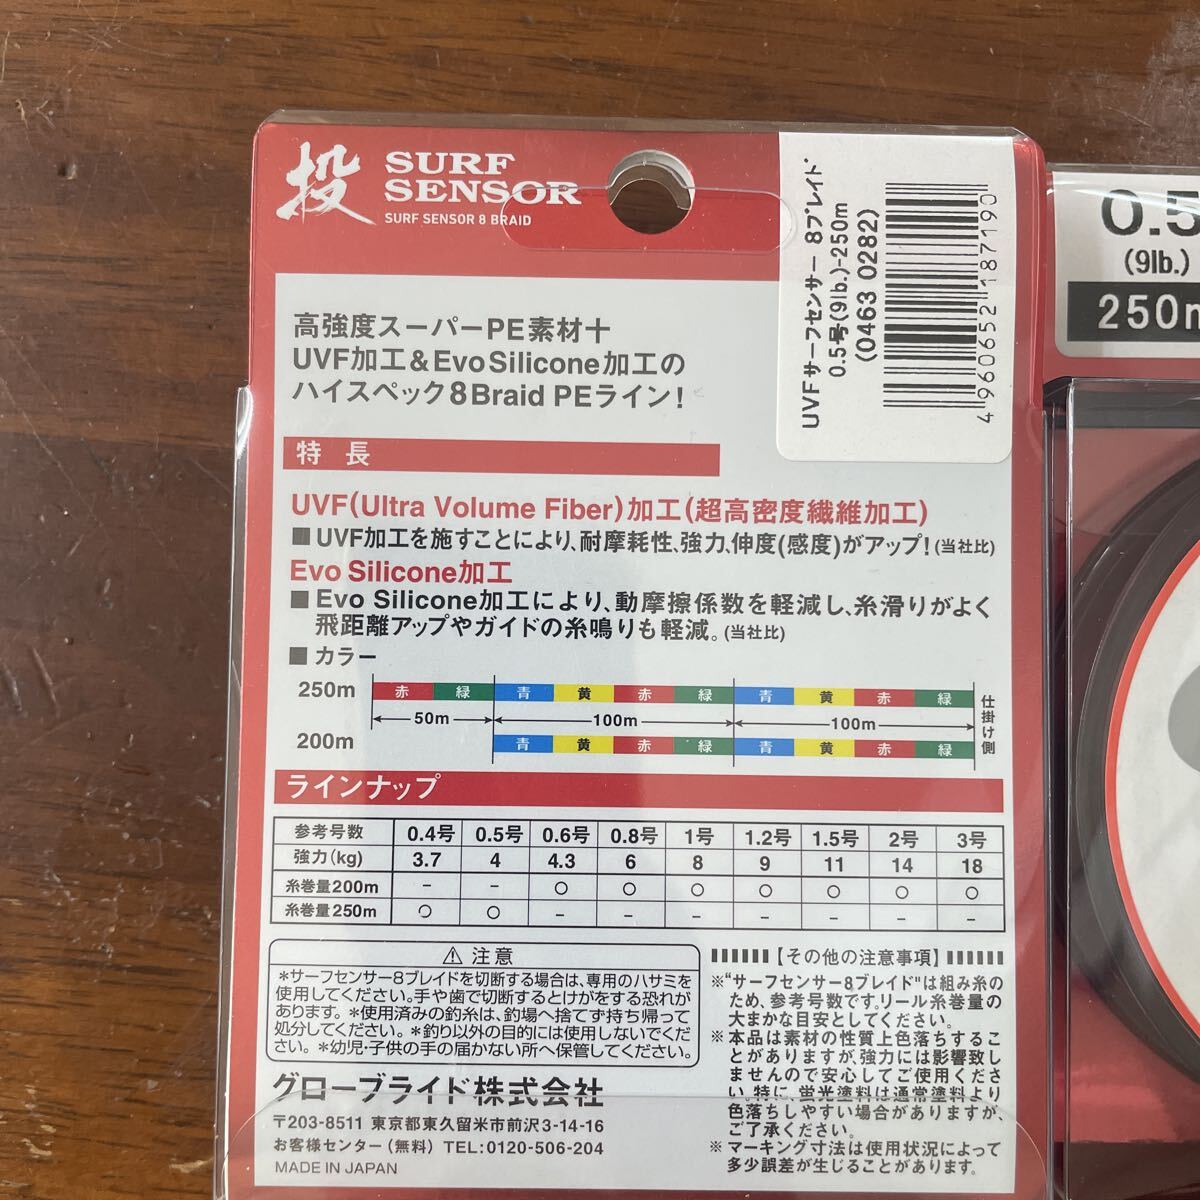 投 SURF
SENSOR
SURF SENSOR 8 BRAID
UVFサーフセンサー 8ブレイド
0.5号(9lb.)-250m
(0463 0282)
4960652187190
0.5
(9lb.)
250m
高強度スーパーPE素材＋
UVF加工＆EvoSilicone加工の
ハイスペック8Braid PEライン！
特 長
UVF(Ultra Volume Fiber)加工(超高密度繊維加工)
■UVF加工を施すことにより、耐摩耗性、強力、伸度(感度)がアップ！(当社比)
Evo Silicone加工
■Evo Silicone加工により、動摩擦係数を軽減し、糸滑りがよく
飛距離アップやガイドの糸鳴りも軽減。(当社比)
■カラー
250m 赤 緑 青 黄 赤 緑 青 黄 赤 緑 仕掛け側
50m 100m 100m
200m 青 黄 赤 緑 青 黄 赤 緑
ラインナップ
参考号数 0.4号 0.5号 0.6号 0.8号 1号 1.2号 1.5号 2号 3号
強力(kg) 3.7 4 4.3 6 8 9 11 14 18
糸巻量200m － － ○ ○ ○ ○ ○ ○ ○
糸巻量250m ○ ○ － － － － － － －
⚠ 注意
＊サーフセンサー8ブレイドを切断する場合は、専用のハサミを
使用してください。手や歯で切断するとけがをする恐れが
あります。＊使用済みの釣糸は、釣場へ捨てず持ち帰って
処分してください。＊釣り以外の目的には使用しないでくだ
さい。＊幼児・子供の手の届かない所へ保管してください。
グローブライド株式会社
〒203-8511 東京都東久留米市前沢3-14-16
お客様センター（無料） TEL:0120-506-204
MADE IN JAPAN
【その他の注意事項】
※“サーフセンサー8ブレイド"は組み糸の
ため、参考号数です。リール糸巻量の
大まかな目安としてください。
※本品は素材の性質上色落ちするこ
とがありますが、強力には影響致し
ませんので安心してご使用くださ
い。特に、蛍光塗料は通常塗料より
色落ちしやすい場合がありますが、
ご了承ください。
※マーキング寸法は使用状況によって
多少誤差が生じることがあります。